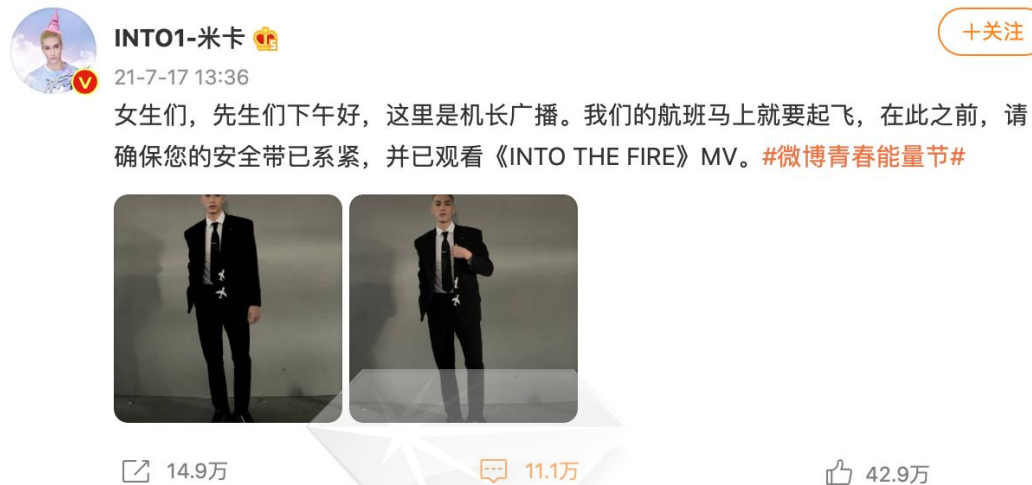 INTO1-米卡
＋关注
21-7-17 13:36
女生们，先生们下午好，这里是机长广播。我们的航班马上就要起飞，在此之前，请
确保您的安全带已系紧，并已观看《INTO THE FIRE》MV。#微博青春能量节#
14.9万
11.1万
42.9万